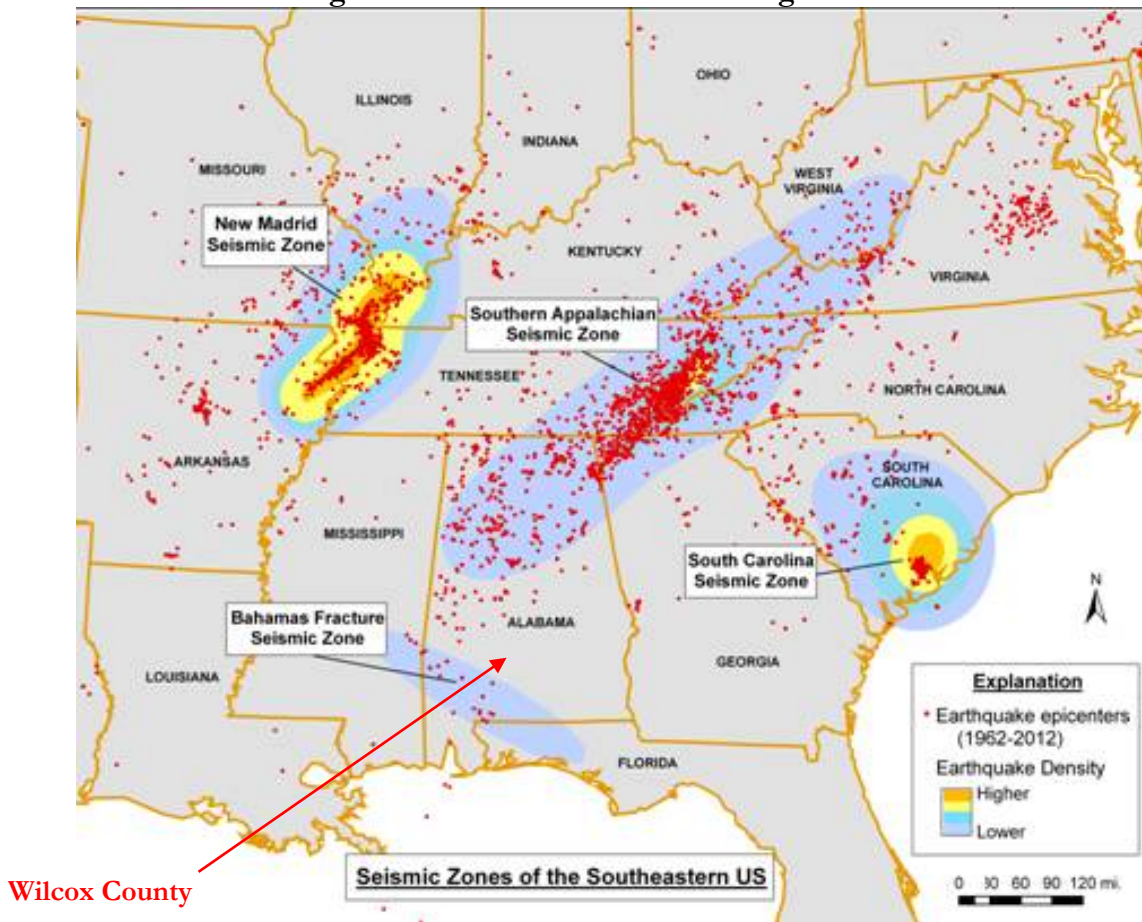 OHIO
ILLINOIS
INDIANA
MISSOURI
WEST
VIRGINIA
New Madrid
Seismic Zone
KENTUCKY
VIRGINIA
Southern Appalachian
Seismic Zone
TENNESSEE
NORTH CAROLINA
ARKANSAS
SOUTH
CAROLINA
MISSISSIPPI
South Carolina
Seismic Zone
N
Bahamas Fracture
Seismic Zone
ALABAMA
GEORGIA
LOUISIANA
Explanation
Earthquake epicenters
(1962-2012)
Earthquake Density
Higher
Lower
FLORIDA
Seismic Zones of the Southeastern US
Wilcox County
0 30 60 90 120 mi.